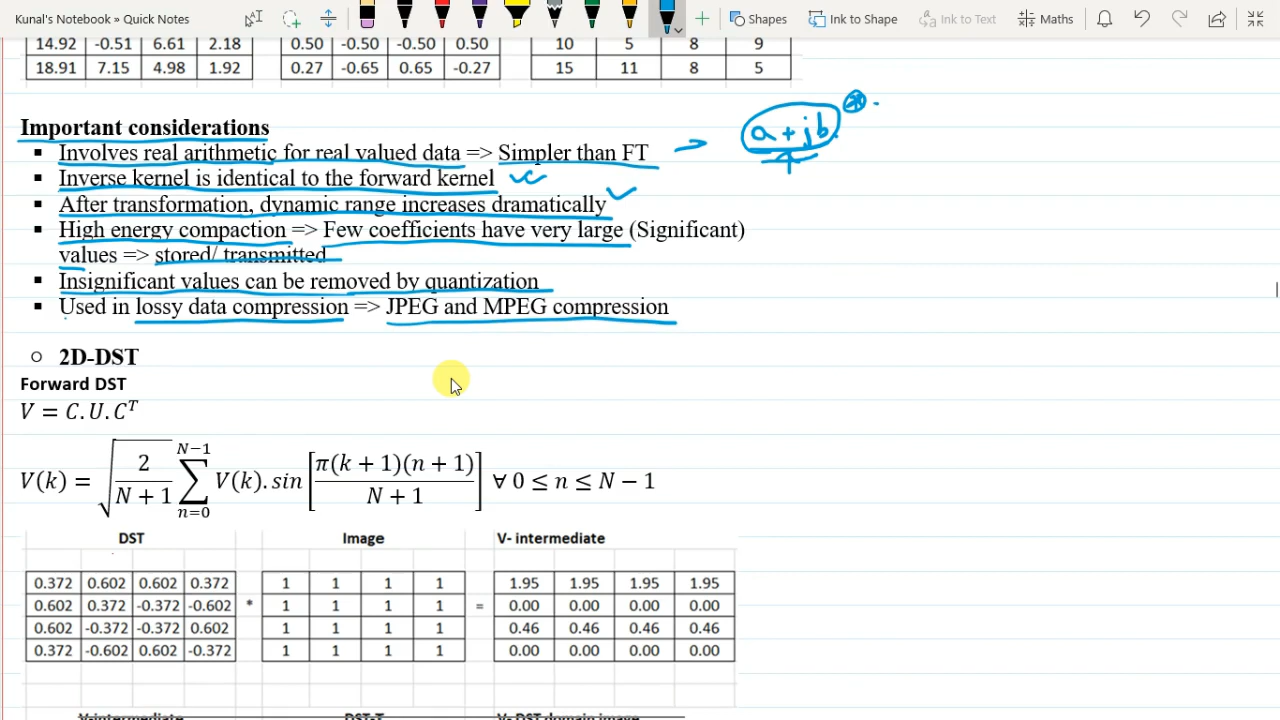 Kunal's Notebook » Quick Notes Shapes Ink to Shape Ink to Text Maths
14.92 -0.51 6.61 2.18 0.50 -0.50 -0.50 0.50 10 5 8 9
18.91 7.15 4.98 1.92 0.27 -0.65 0.65 -0.27 15 11 8 5
Important considerations
▪ Involves real arithmetic for real valued data => Simpler than FT → a + jb
▪ Inverse kernel is identical to the forward kernel ✓
▪ After transformation, dynamic range increases dramatically ✓
▪ High energy compaction => Few coefficients have very large (Significant)
values => stored/ transmitted
▪ Insignificant values can be removed by quantization
▪ Used in lossy data compression => JPEG and MPEG compression
○ 2D-DST
Forward DST
V = C.U.C^T
V(k) = √(2/(N + 1)) ∑_{n=0}^{N−1} V(k).sin[π(k + 1)(n + 1)/(N + 1)] ∀ 0 ≤ n ≤ N − 1
DST Image V- intermediate
0.372 0.602 0.602 0.372 1 1 1 1 1.95 1.95 1.95 1.95
0.602 0.372 -0.372 -0.602 * 1 1 1 1 = 0.00 0.00 0.00 0.00
0.602 -0.372 -0.372 0.602 1 1 1 1 0.46 0.46 0.46 0.46
0.372 -0.602 0.602 -0.372 1 1 1 1 0.00 0.00 0.00 0.00
V-intermediate DST-T V- DST domain image